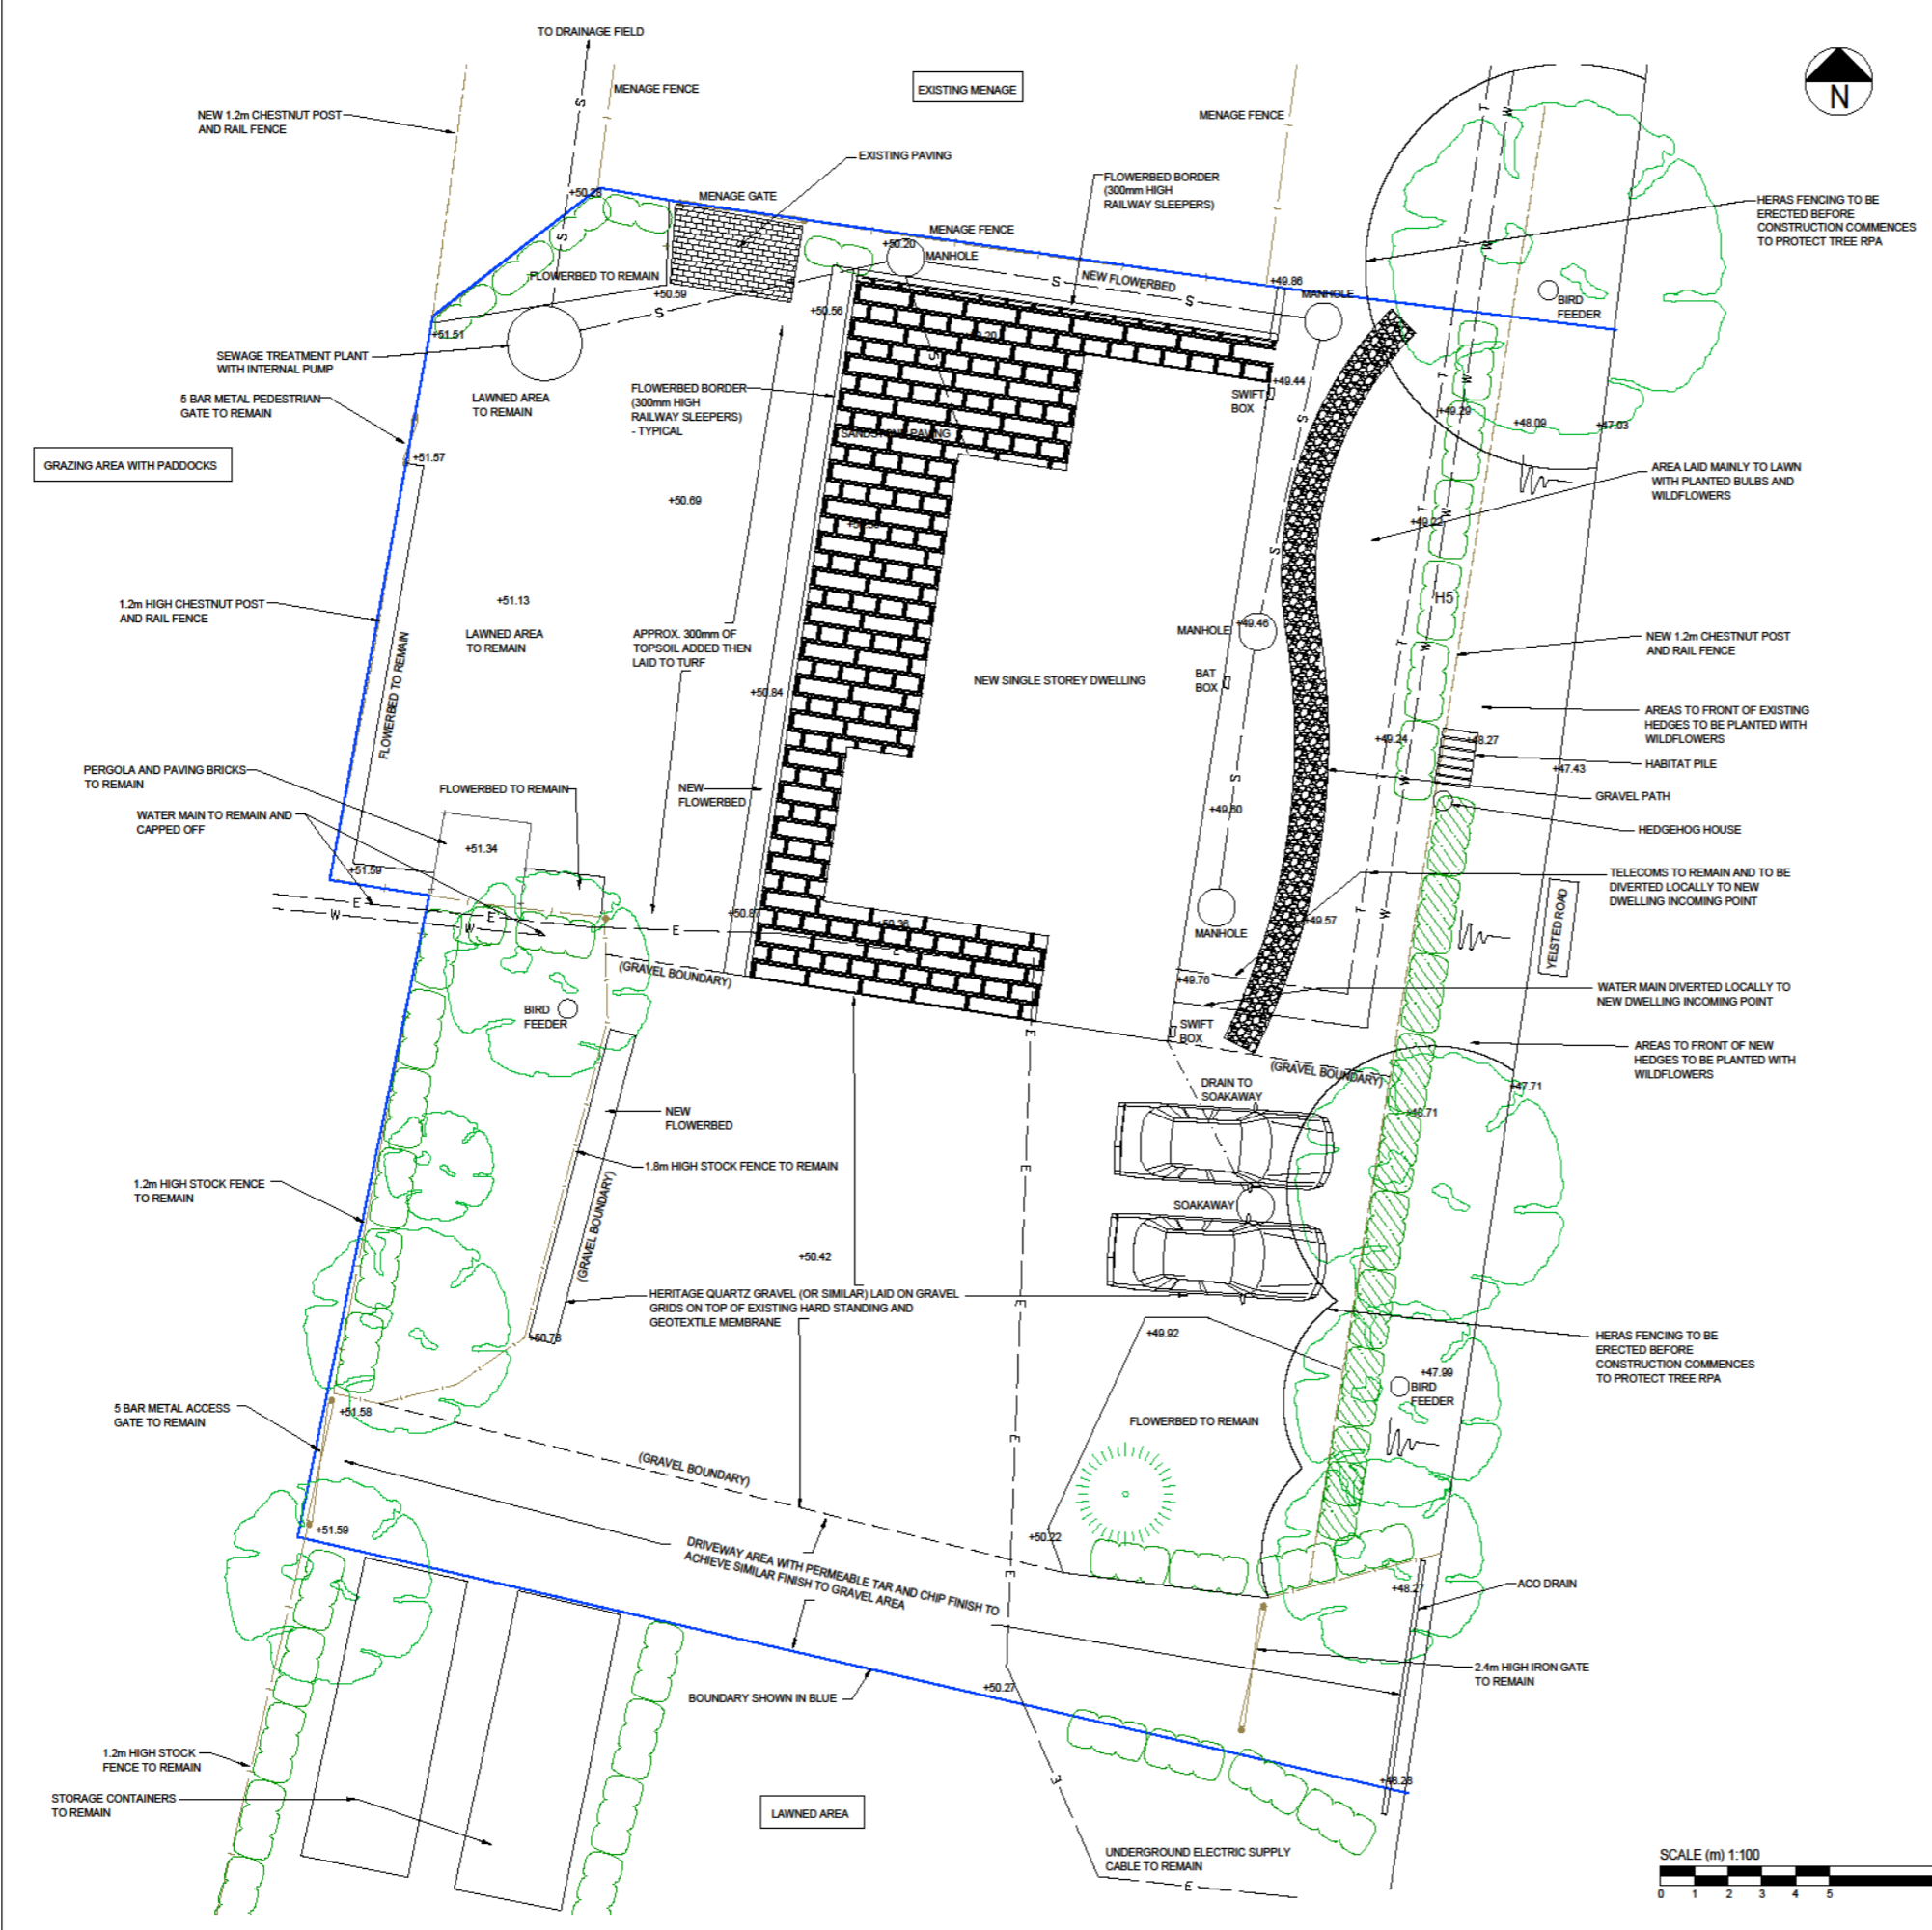 TO DRAINAGE FIELD
MENAGE FENCE
EXISTING MENAGE
MENAGE FENCE
N
NEW 1.2m CHESTNUT POST
AND RAIL FENCE
EXISTING PAVING
FLOWERBED BORDER
(300mm HIGH
RAILWAY SLEEPERS)
HERAS FENCING TO BE
ERECTED BEFORE
CONSTRUCTION COMMENCES
TO PROTECT TREE RPA
+50.28
MENAGE GATE
MENAGE FENCE
+50.20
MANHOLE
FLOWERBED TO REMAIN
+50.59
NEW FLOWERBED
+49.86
MANHOLE
BIRD
FEEDER
+50.56
+51.51
SEWAGE TREATMENT PLANT
WITH INTERNAL PUMP
5 BAR METAL PEDESTRIAN
GATE TO REMAIN
LAWNED AREA
TO REMAIN
FLOWERBED BORDER
(300mm HIGH
RAILWAY SLEEPERS)
- TYPICAL
SWIFT
BOX
+49.44
+49.29
+48.09
+47.03
SANDSTONE PAVING
GRAZING AREA WITH PADDOCKS
+51.57
+50.69
AREA LAID MAINLY TO LAWN
WITH PLANTED BULBS AND
WILDFLOWERS
+49.22
1.2m HIGH CHESTNUT POST
AND RAIL FENCE
+51.13
LAWNED AREA
TO REMAIN
APPROX. 300mm OF
TOPSOIL ADDED THEN
LAID TO TURF
H5
MANHOLE
+49.46
NEW 1.2m CHESTNUT POST
AND RAIL FENCE
FLOWERBED TO REMAIN
+50.84
NEW SINGLE STOREY DWELLING
BAT
BOX
AREAS TO FRONT OF EXISTING
HEDGES TO BE PLANTED WITH
WILDFLOWERS
+49.24
+48.27
+47.43
HABITAT PILE
PERGOLA AND PAVING BRICKS
TO REMAIN
FLOWERBED TO REMAIN
NEW
FLOWERBED
GRAVEL PATH
WATER MAIN TO REMAIN AND
CAPPED OFF
+49.60
HEDGEHOG HOUSE
+51.34
+51.59
TELECOMS TO REMAIN AND TO BE
DIVERTED LOCALLY TO NEW
DWELLING INCOMING POINT
YELSTED ROAD
+50.36
+49.57
MANHOLE
(GRAVEL BOUNDARY)
+49.76
WATER MAIN DIVERTED LOCALLY TO
NEW DWELLING INCOMING POINT
BIRD
FEEDER
SWIFT
BOX
AREAS TO FRONT OF NEW
HEDGES TO BE PLANTED WITH
WILDFLOWERS
(GRAVEL BOUNDARY)
DRAIN TO
SOAKAWAY
+47.71
+48.71
NEW
FLOWERBED
1.8m HIGH STOCK FENCE TO REMAIN
1.2m HIGH STOCK FENCE
TO REMAIN
(GRAVEL BOUNDARY)
SOAKAWAY
+50.42
HERITAGE QUARTZ GRAVEL (OR SIMILAR) LAID ON GRAVEL
GRIDS ON TOP OF EXISTING HARD STANDING AND
GEOTEXTILE MEMBRANE
+50.78
+49.92
HERAS FENCING TO BE
ERECTED BEFORE
CONSTRUCTION COMMENCES
TO PROTECT TREE RPA
+47.99
BIRD
FEEDER
5 BAR METAL ACCESS
GATE TO REMAIN
+51.58
FLOWERBED TO REMAIN
(GRAVEL BOUNDARY)
+51.59
+50.22
DRIVEWAY AREA WITH PERMEABLE TAR AND CHIP FINISH TO
ACHIEVE SIMILAR FINISH TO GRAVEL AREA
+48.27
ACO DRAIN
2.4m HIGH IRON GATE
TO REMAIN
+50.27
BOUNDARY SHOWN IN BLUE
1.2m HIGH STOCK
FENCE TO REMAIN
+48.28
STORAGE CONTAINERS
TO REMAIN
LAWNED AREA
UNDERGROUND ELECTRIC SUPPLY
CABLE TO REMAIN
SCALE (m) 1:100
0 1 2 3 4 5